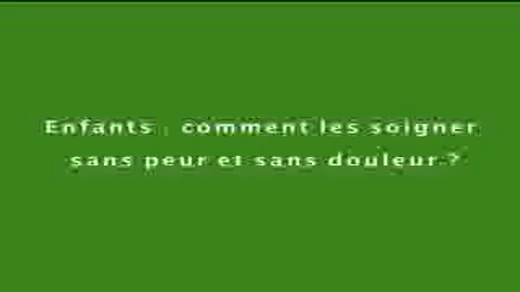 Enfants : comment les soigner
sans peur et sans douleur ?